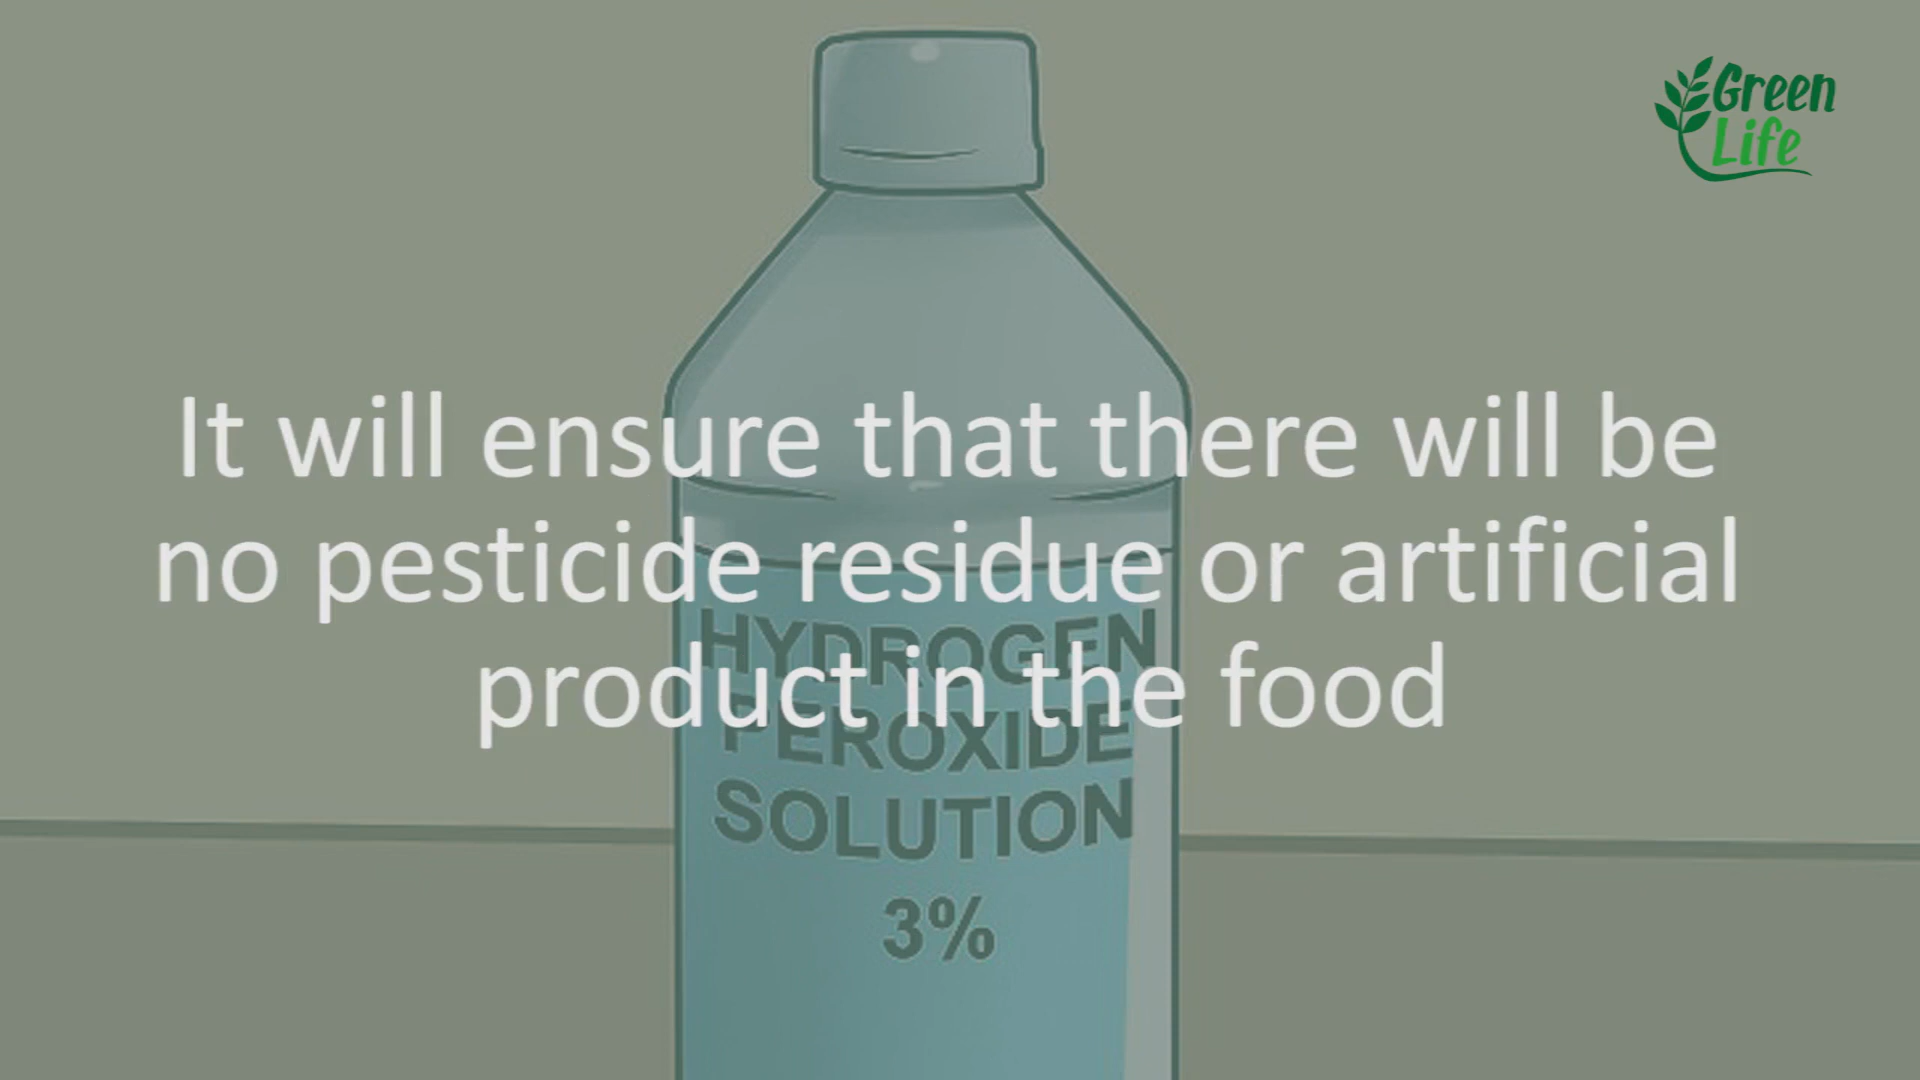 Green
Life
It will ensure that there will be
no pesticide residue or artificial
product in the food
HYDROGEN
PEROXIDE
SOLUTION
3%